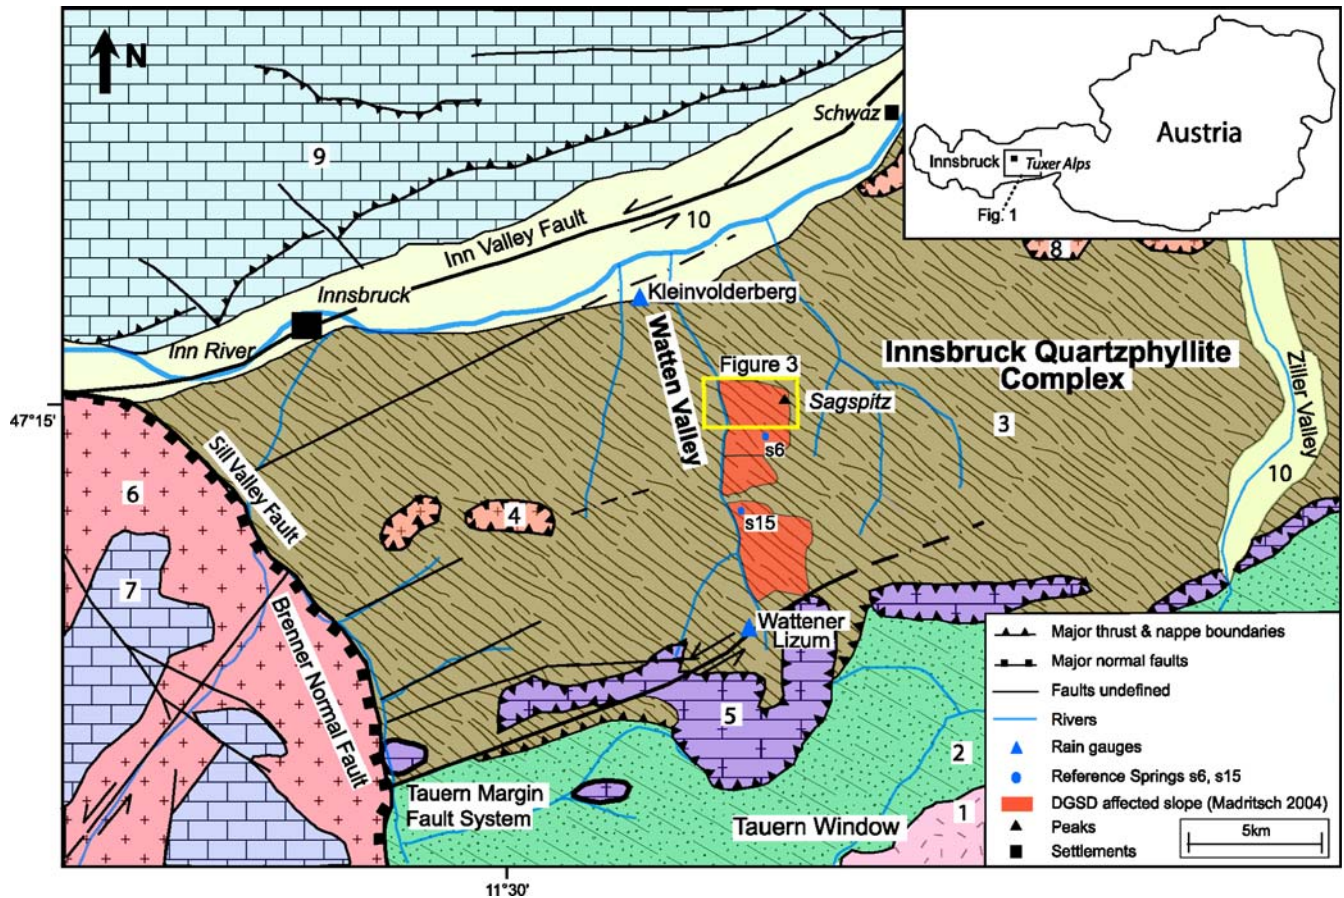 N
9
Schwaz
Inn Valley Fault
10
Innsbruck
Inn River
Kleinvolderberg
Watten Valley
Figure 3
Sagspitz
s6
s15
Innsbruck Quartzphyllite
Complex
3
8
Ziller Valley
10
47°15'
Sill Valley Fault
6
4
7
Brenner Normal Fault
Wattener
Lizum
5
2
1
Tauern Margin
Fault System
Tauern Window
11°30'
Austria
Innsbruck
Tuxer Alps
Fig. 1
Major thrust & nappe boundaries
Major normal faults
Faults undefined
Rivers
Rain gauges
Reference Springs s6, s15
DGSD affected slope (Madritsch 2004)
Peaks
Settlements
5km